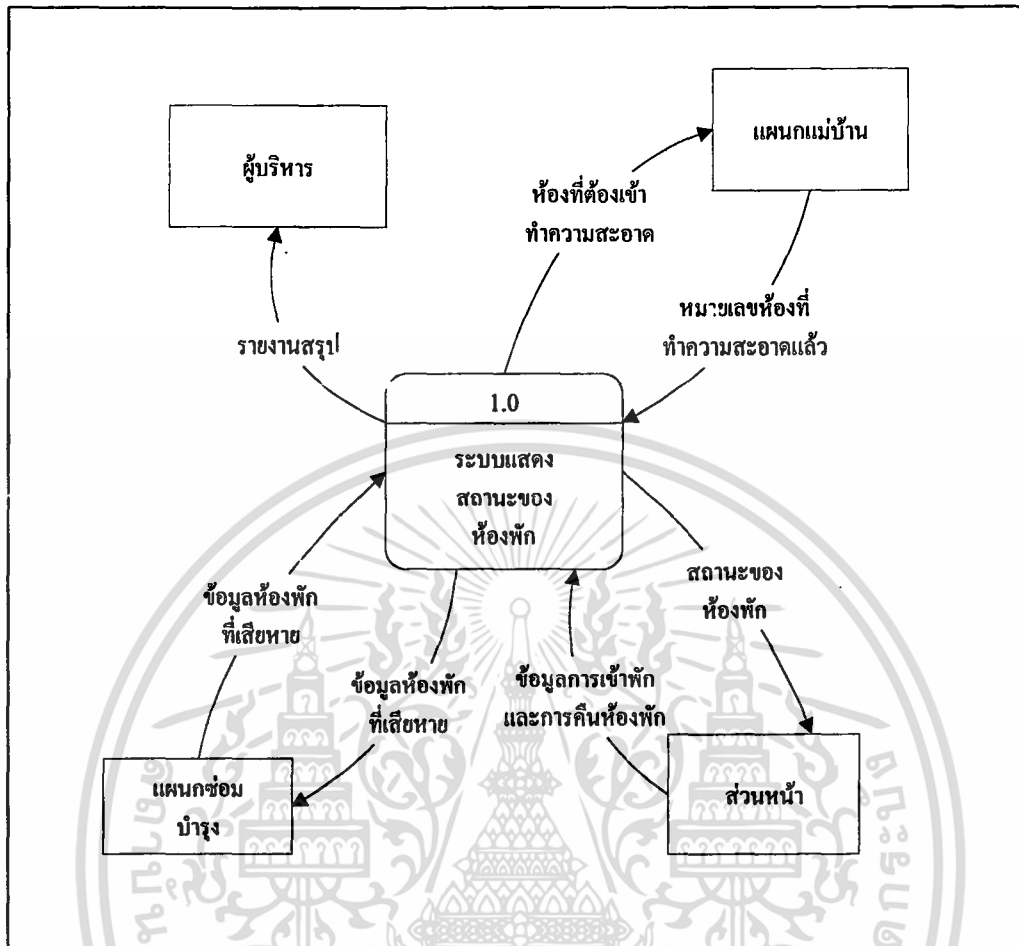 ผู้บริหาร
แผนกแม่บ้าน
ห้องที่ต้องเข้า
ทำความสะอาด
หมายเลขห้องที่
ทำความสะอาดแล้ว
รายงานสรุป
1.0
ระบบแสดง
สถานะของ
ห้องพัก
ข้อมูลห้องพัก
ที่เสียหาย
ข้อมูลห้องพัก
ที่เสียหาย
ข้อมูลการเข้าพัก
และการคืนห้องพัก
สถานะของ
ห้องพัก
แผนกซ่อม
บำรุง
ส่วนหน้า